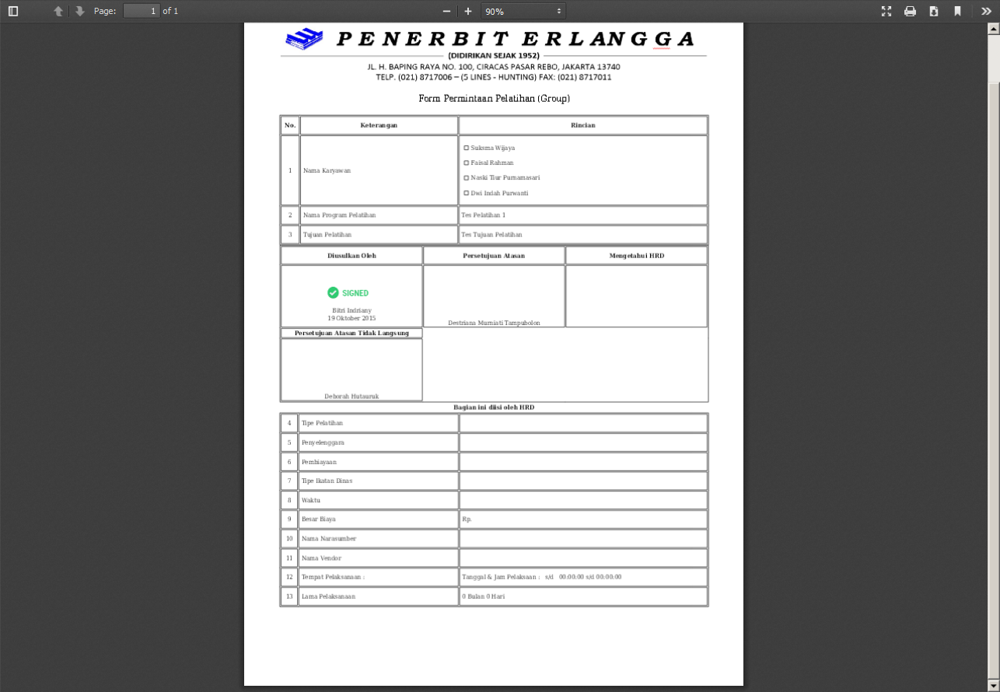 Page: 1 of 1 90%
PENERBIT ERLANGGA
(DIDIRIKAN SEJAK 1952)
JL. H. BAPING RAYA NO. 100, CIRACAS PASAR REBO, JAKARTA 13740
TELP. (021) 8717006 – (5 LINES - HUNTING) FAX: (021) 8717011
Form Permintaan Pelatihan (Group)
No. Keterangan Rincian
1 Nama Karyawan
Suksma Wijaya
Faisal Rahman
Naski Tiur Purnamasari
Dwi Indah Purwanti
2 Nama Program Pelatihan Tes Pelatihan 1
3 Tujuan Pelatihan Tes Tujuan Pelatihan
Diusulkan Oleh Persetujuan Atasan Mengetahui HRD
SIGNED
Bitri Indriany
19 Oktober 2015
Destriana Murniati Tampubolon
Persetujuan Atasan Tidak Langsung
Deborah Hutauruk
Bagian ini diisi oleh HRD
4 Tipe Pelatihan
5 Penyelenggara
6 Pembiayaan
7 Tipe Ikatan Dinas
8 Waktu
9 Besar Biaya Rp.
10 Nama Narasumber
11 Nama Vendor
12 Tempat Pelaksanaan : Tanggal & Jam Pelaksaan : s/d 00:00:00 s/d 00:00:00
13 Lama Pelaksanaan 0 Bulan 0 Hari